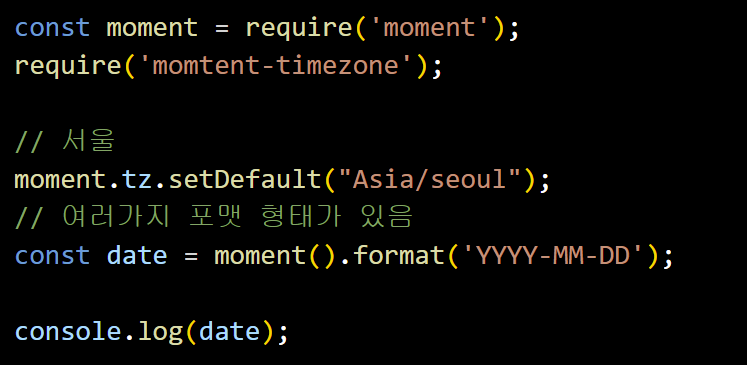 const moment = require('moment');
require('momtent-timezone');
// 서울
moment.tz.setDefault("Asia/seoul");
// 여러가지 포맷 형태가 있음
const date = moment().format('YYYY-MM-DD');
console.log(date);